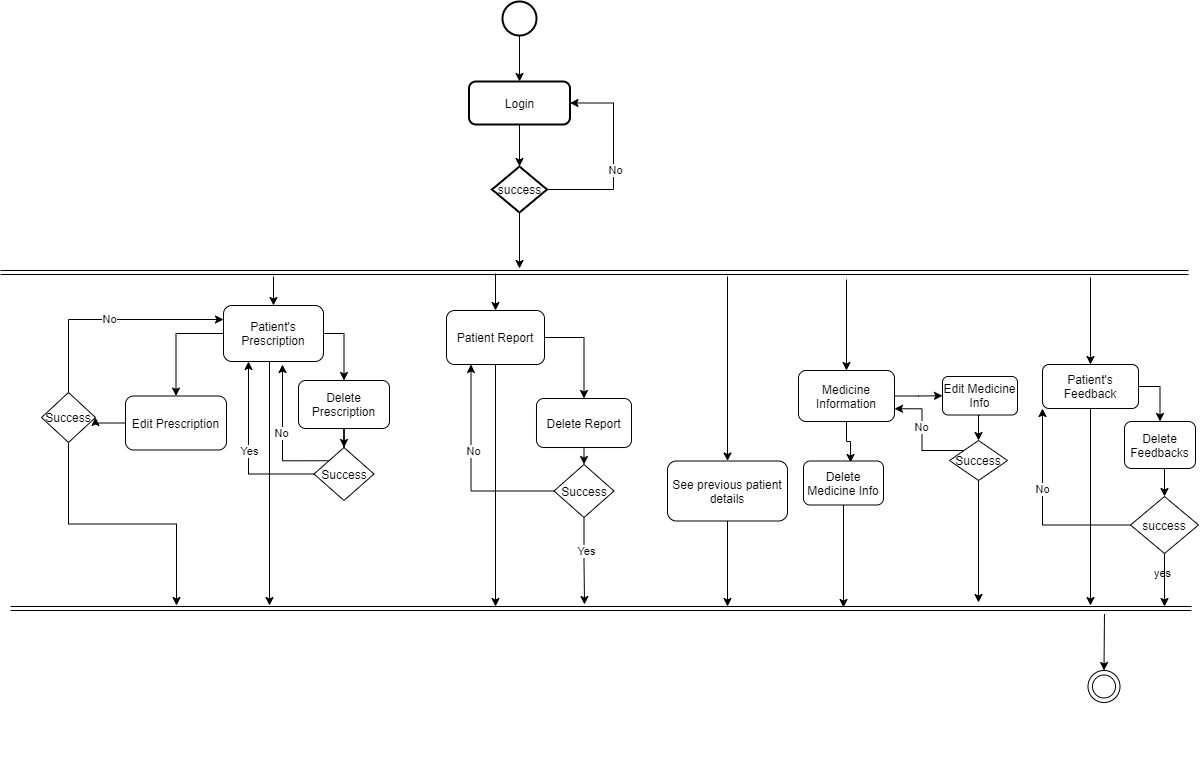 Login
No
success
No
Patient's
Prescription
Edit Prescription
Success
Delete
Prescription
No
Yes
Success
Patient Report
Delete Report
No
Success
Yes
See previous patient
details
Medicine
Information
Edit Medicine
Info
No
Success
Delete
Medicine Info
Patient's
Feedback
Delete
Feedbacks
No
success
yes